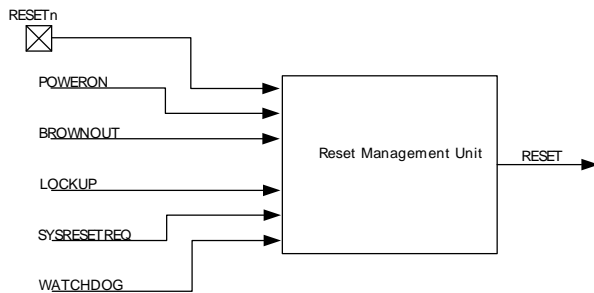 RESETn
POWERON
BROWNOUT
LOCKUP
SYSRESETREQ
WATCHDOG
Reset Management Unit
RESET